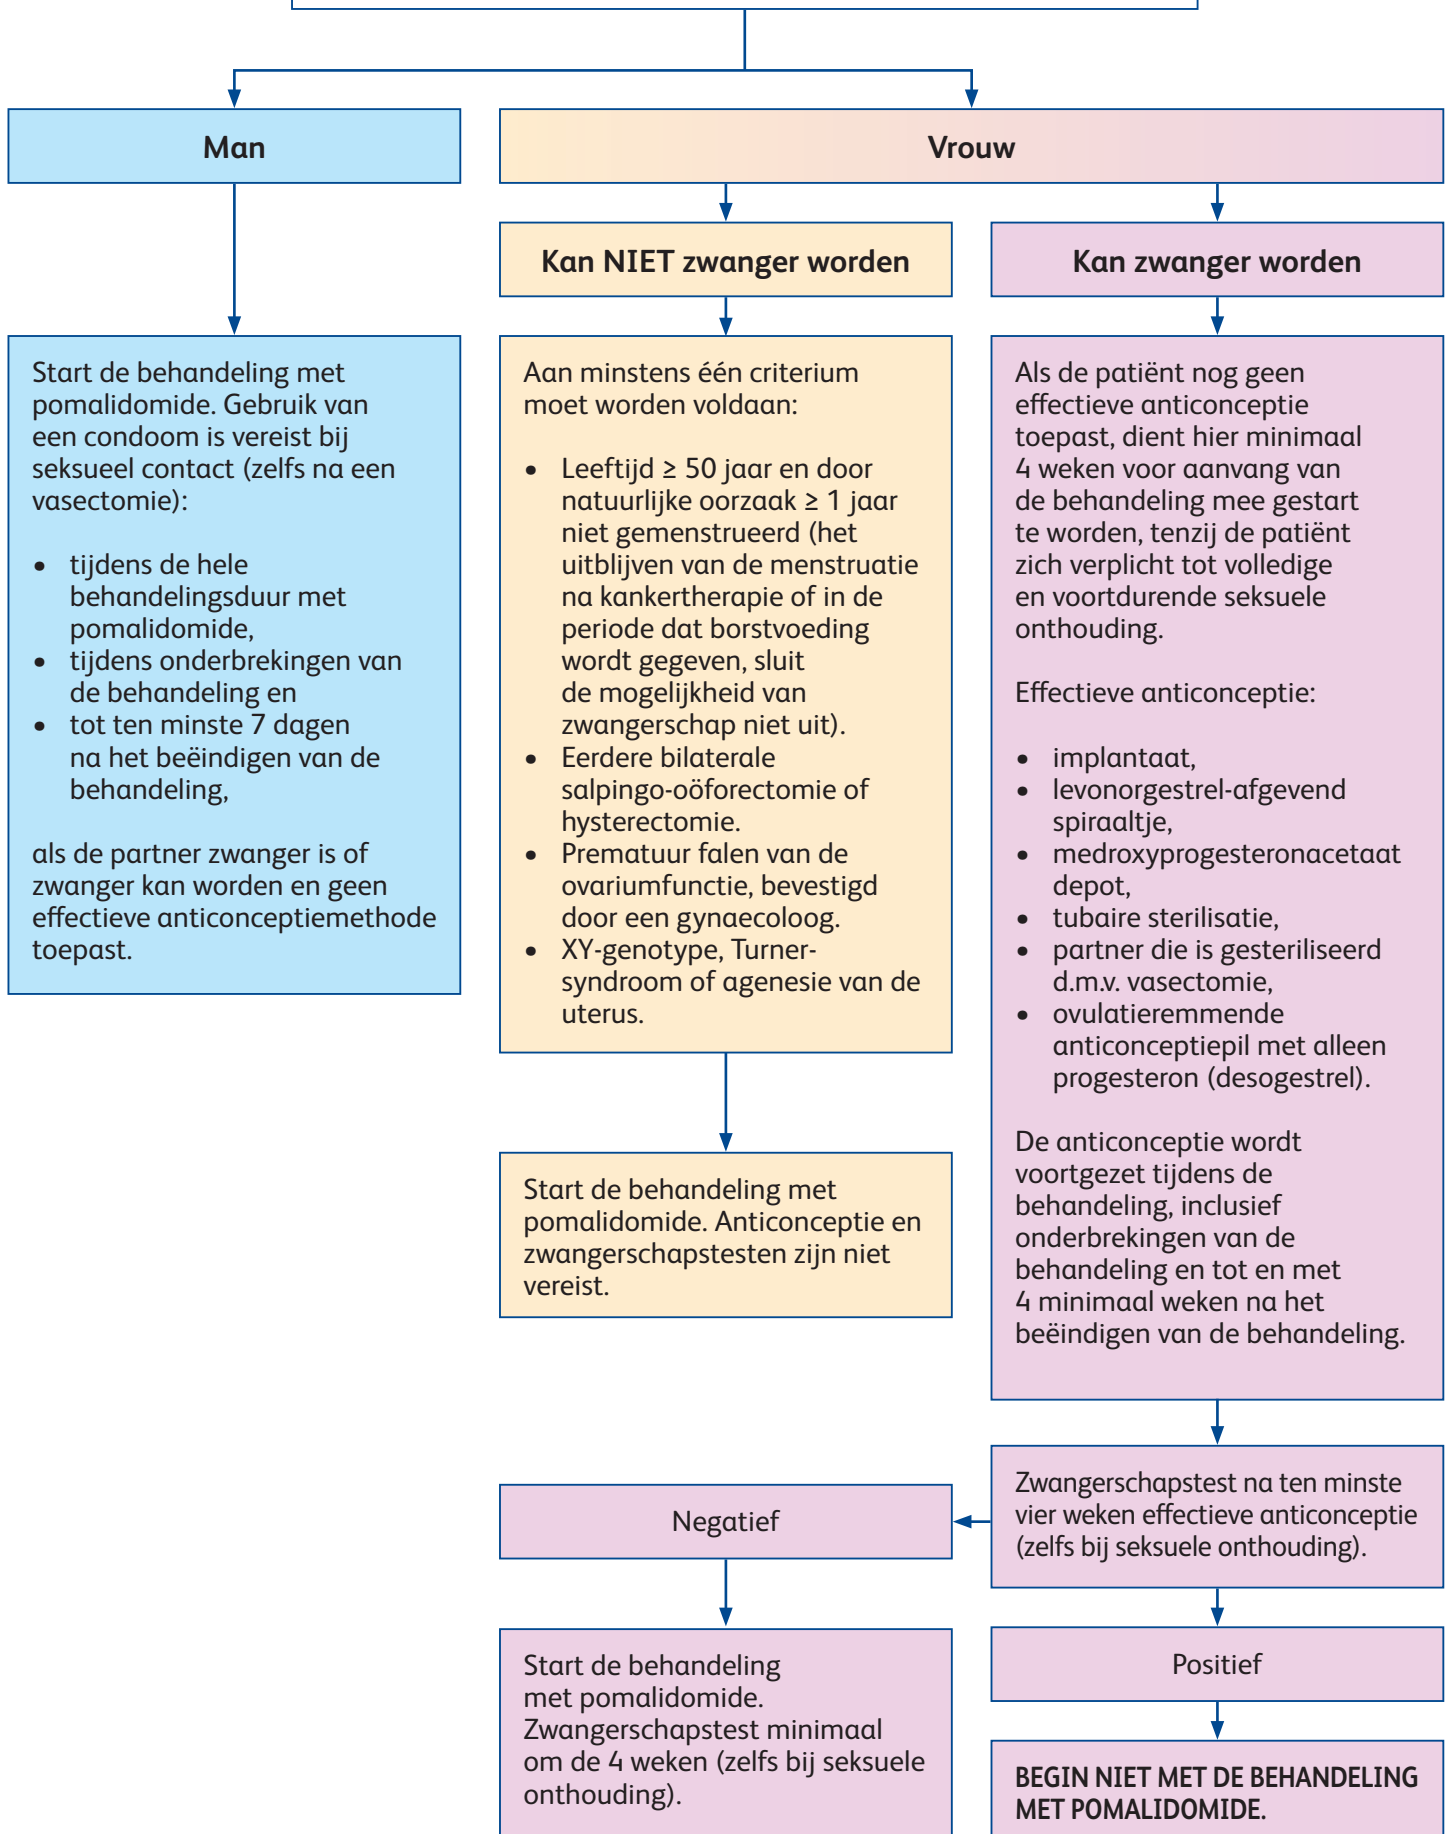 Man
Vrouw
Kan NIET zwanger worden
Kan zwanger worden
Start de behandeling met
pomalidomide. Gebruik van
een condoom is vereist bij
seksueel contact (zelfs na een
vasectomie):
• tijdens de hele
behandelingsduur met
pomalidomide,
• tijdens onderbrekingen van
de behandeling en
• tot ten minste 7 dagen
na het beëindigen van de
behandeling,
als de partner zwanger is of
zwanger kan worden en geen
effectieve anticonceptiemethode
toepast.
Aan minstens één criterium
moet worden voldaan:
• Leeftijd ≥ 50 jaar en door
natuurlijke oorzaak ≥ 1 jaar
niet gemenstrueerd (het
uitblijven van de menstruatie
na kankertherapie of in de
periode dat borstvoeding
wordt gegeven, sluit
de mogelijkheid van
zwangerschap niet uit).
• Eerdere bilaterale
salpingo-oöforectomie of
hysterectomie.
• Prematuur falen van de
ovariumfunctie, bevestigd
door een gynaecoloog.
• XY-genotype, Turner-
syndroom of agenesie van de
uterus.
Start de behandeling met
pomalidomide. Anticonceptie en
zwangerschapstesten zijn niet
vereist.
Als de patiënt nog geen
effectieve anticonceptie
toepast, dient hier minimaal
4 weken voor aanvang van
de behandeling mee gestart
te worden, tenzij de patiënt
zich verplicht tot volledige
en voortdurende seksuele
onthouding.
Effectieve anticonceptie:
• implantaat,
• levonorgestrel-afgevend
spiraaltje,
• medroxyprogesteronacetaat
depot,
• tubaire sterilisatie,
• partner die is gesteriliseerd
d.m.v. vasectomie,
• ovulatieremmende
anticonceptiepil met alleen
progesteron (desogestrel).
De anticonceptie wordt
voortgezet tijdens de
behandeling, inclusief
onderbrekingen van de
behandeling en tot en met
4 minimaal weken na het
beëindigen van de behandeling.
Zwangerschapstest na ten minste
vier weken effectieve anticonceptie
(zelfs bij seksuele onthouding).
Negatief
Start de behandeling
met pomalidomide.
Zwangerschapstest minimaal
om de 4 weken (zelfs bij seksuele
onthouding).
Positief
BEGIN NIET MET DE BEHANDELING
MET POMALIDOMIDE.